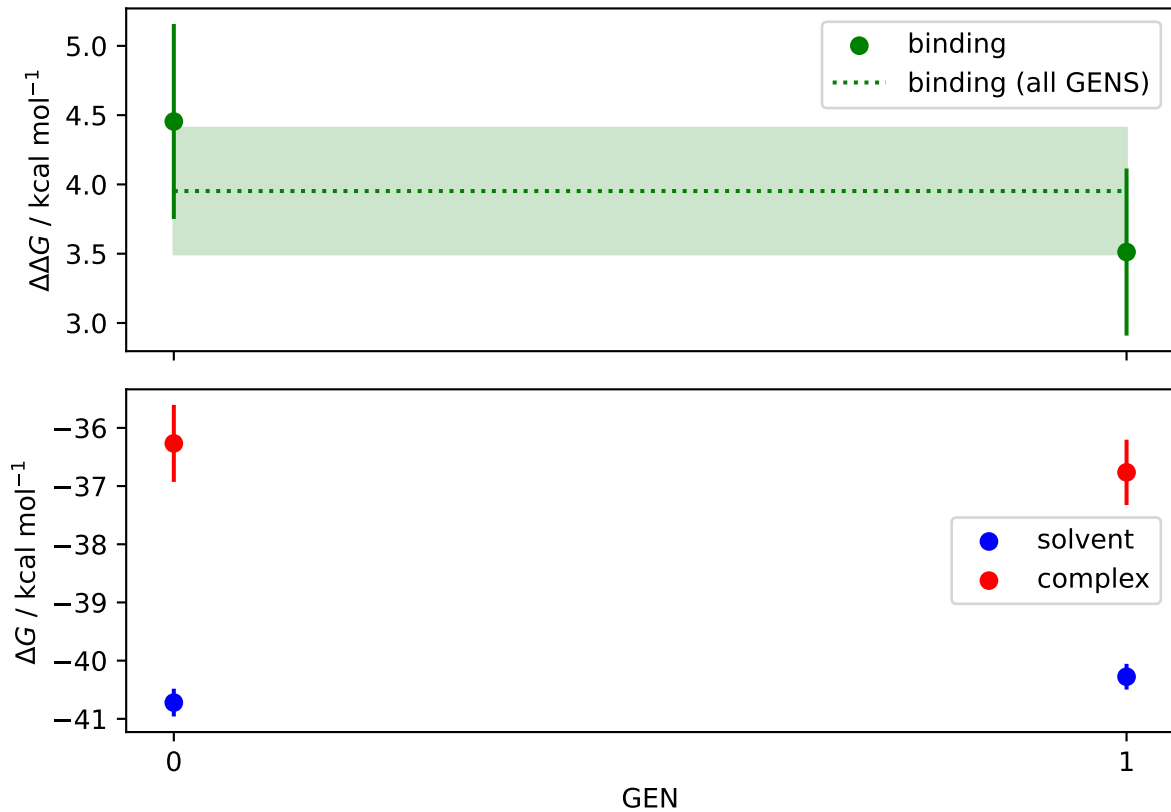 5.0
4.5
4.0
3.5
3.0
ΔΔG / kcal mol⁻¹
binding
binding (all GENS)
−36
−37
−38
−39
−40
−41
ΔG / kcal mol⁻¹
solvent
complex
0 1
GEN